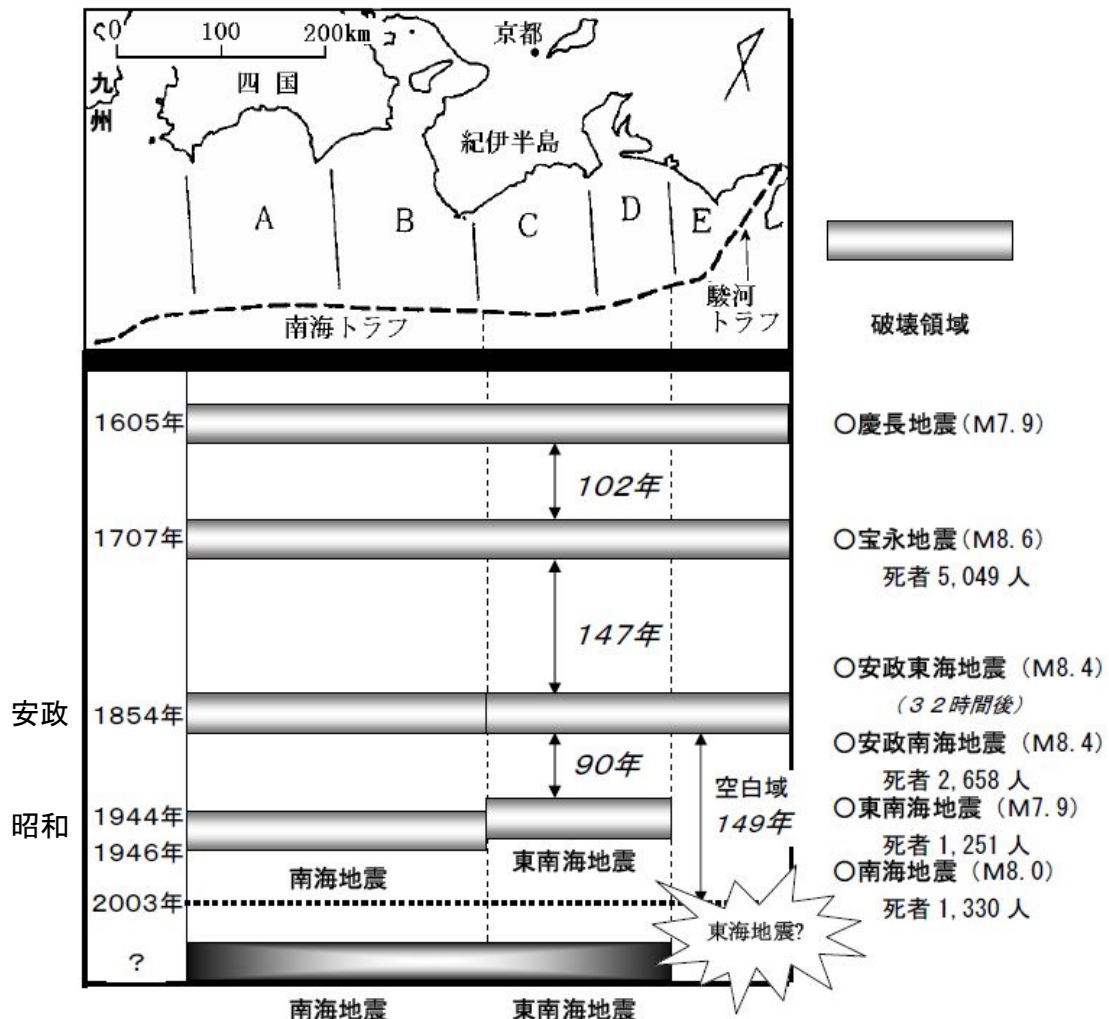 0 100 200km
京都
四国
九州
紀伊半島
A B C D E
南海トラフ
駿河
トラフ
破壊領域
1605年
○慶長地震(M7.9)
102年
1707年
○宝永地震(M8.6)
死者 5,049 人
147年
安政 1854年
○安政東海地震 (M8.4)
(32時間後)
○安政南海地震 (M8.4)
死者 2,658 人
90年
空白域
149年
昭和
1944年
○東南海地震 (M7.9)
死者 1,251 人
1946年
○南海地震 (M8.0)
死者 1,330 人
南海地震
東南海地震
2003年
東海地震?
?
南海地震
東南海地震